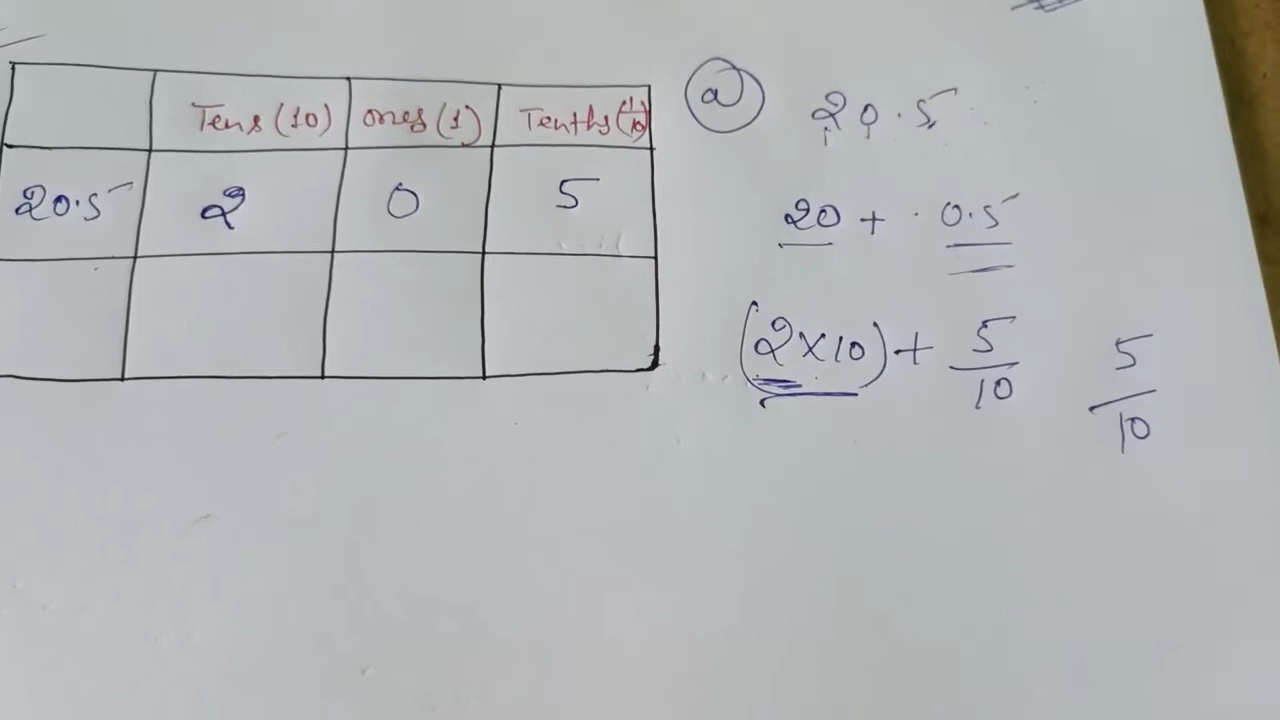 Tens (10) ones (1) Tenths (1/10)
20.5 2 0 5
a 20.5
20 + 0.5
(2×10) + 5/10 5/10